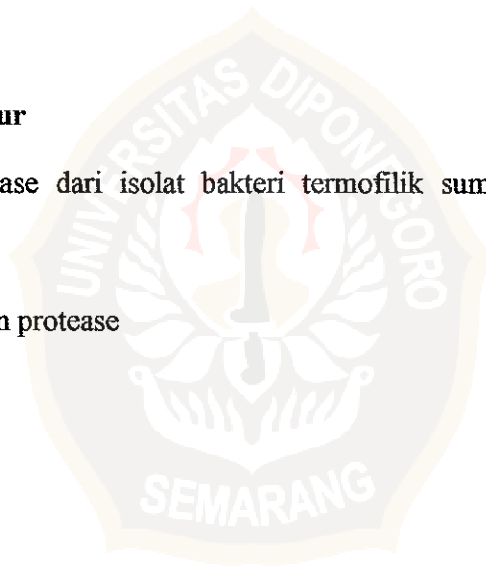 ur
ase dari isolat bakteri termofilik sum
n protease
UNIVERSITAS DIPONEGORO
SEMARANG